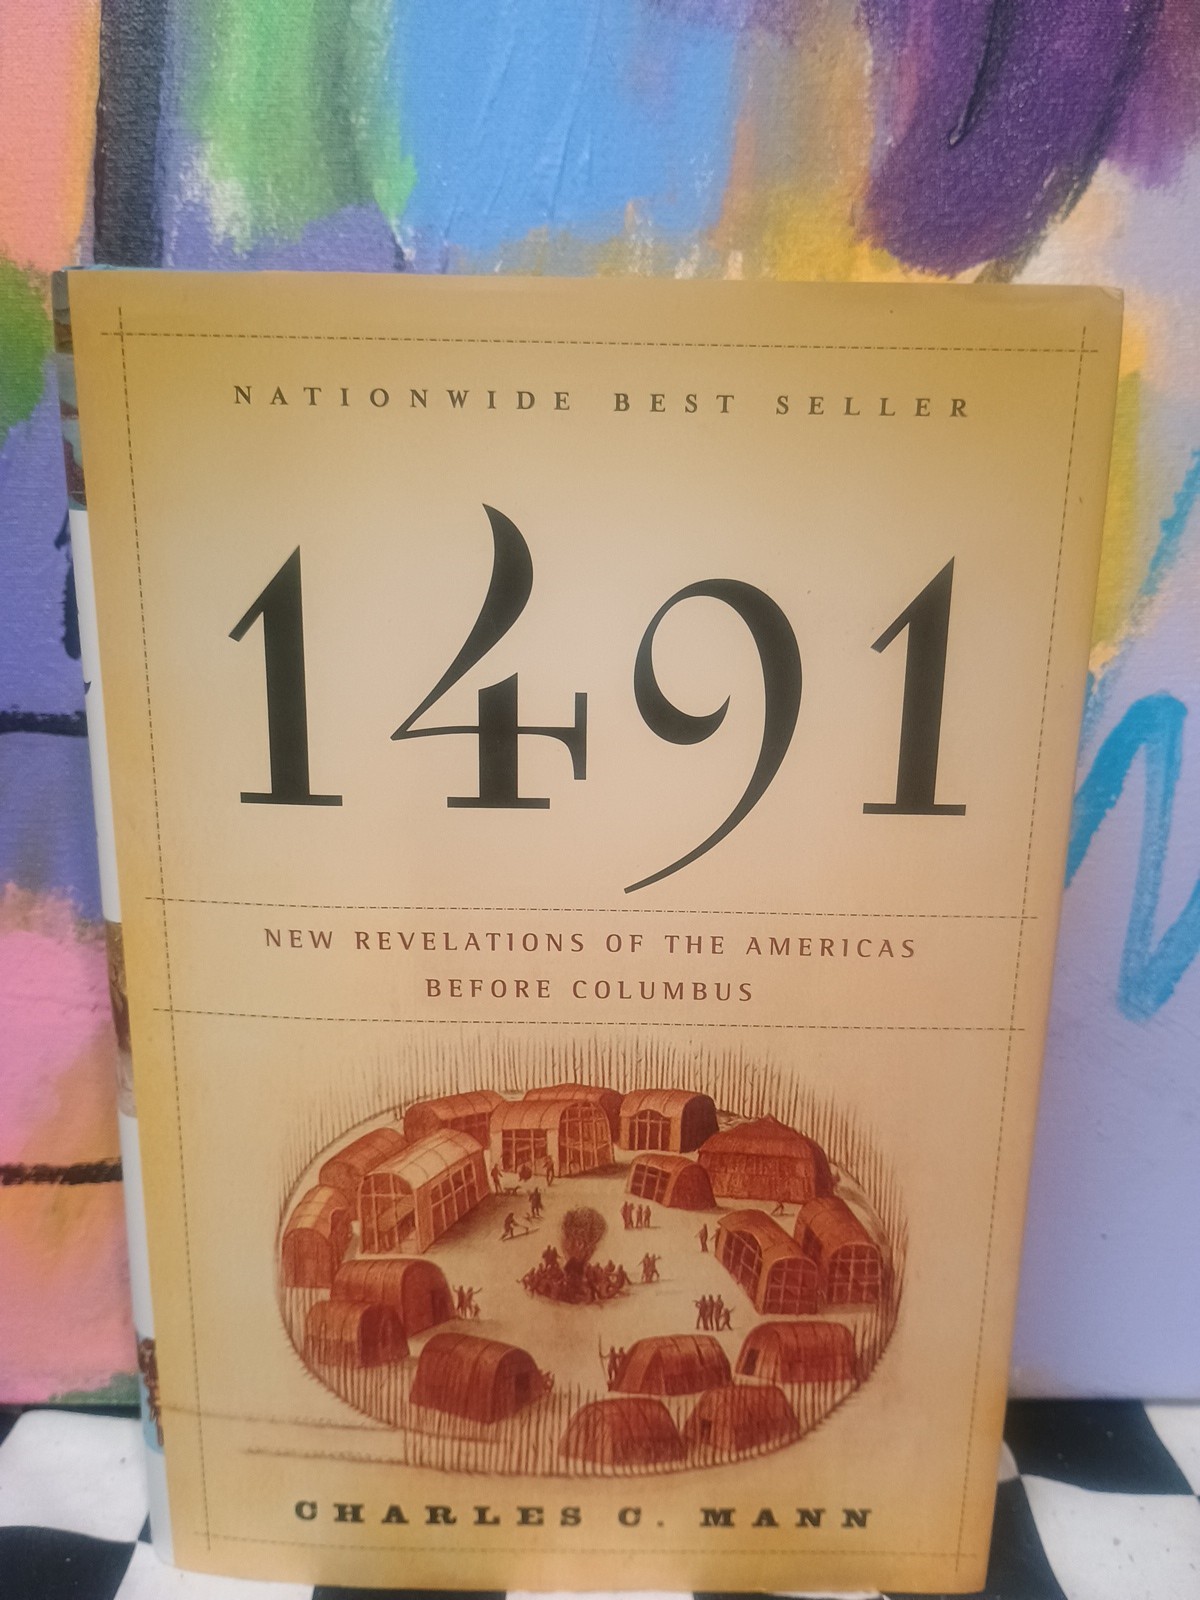 NATIONWIDE BEST SELLER
1491
NEW REVELATIONS OF THE AMERICAS
BEFORE COLUMBUS
CHARLES C. MANN